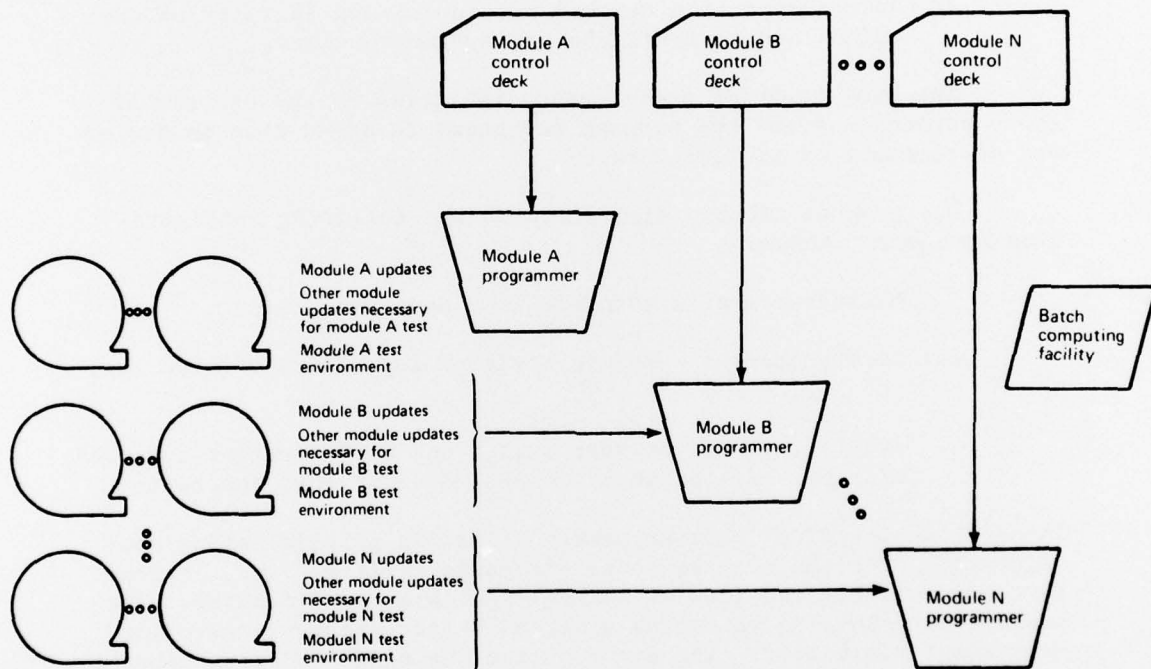 Module A
control
deck
Module B
control
deck
Module N
control
deck
Module A
programmer
Module A updates
Other module
updates necessary
for module A test
Module A test
environment
Batch
computing
facility
Module B updates
Other module updates
necessary for
module B test
Module B test
environment
Module B
programmer
Module N updates
Other module updates
necessary for
module N test
Moduel N test
environment
Module N
programmer